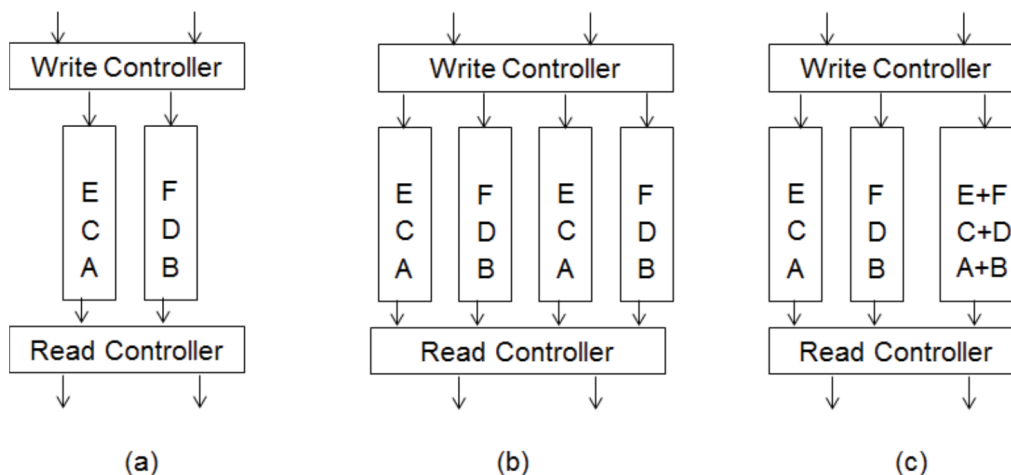 Write Controller
E F
C D
A B
Read Controller
(a)
Write Controller
E F E F
C D C D
A B A B
Read Controller
(b)
Write Controller
E F E+F
C D C+D
A B A+B
Read Controller
(c)